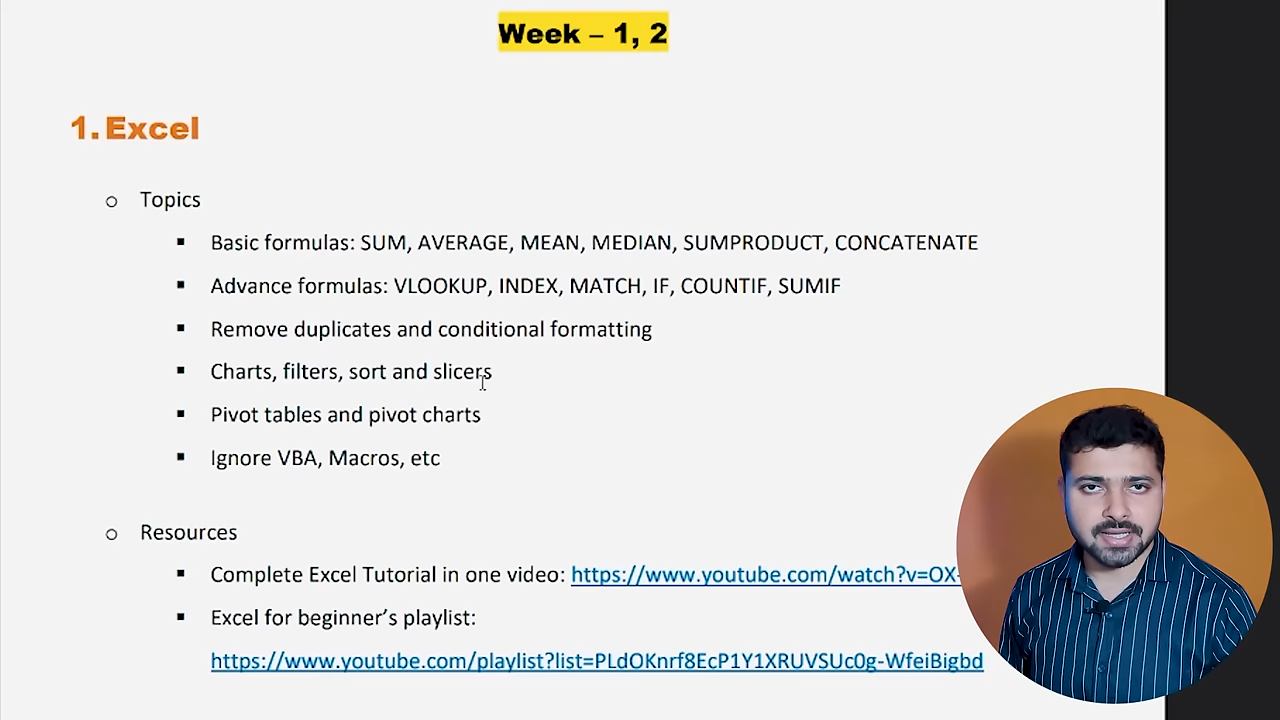 Week – 1, 2
1. Excel
o Topics
▪ Basic formulas: SUM, AVERAGE, MEAN, MEDIAN, SUMPRODUCT, CONCATENATE
▪ Advance formulas: VLOOKUP, INDEX, MATCH, IF, COUNTIF, SUMIF
▪ Remove duplicates and conditional formatting
▪ Charts, filters, sort and slicers
▪ Pivot tables and pivot charts
▪ Ignore VBA, Macros, etc
o Resources
▪ Complete Excel Tutorial in one video: https://www.youtube.com/watch?v=OX-
▪ Excel for beginner’s playlist:
https://www.youtube.com/playlist?list=PLdOKnrf8EcP1Y1XRUVSUc0g-WfeiBigbd